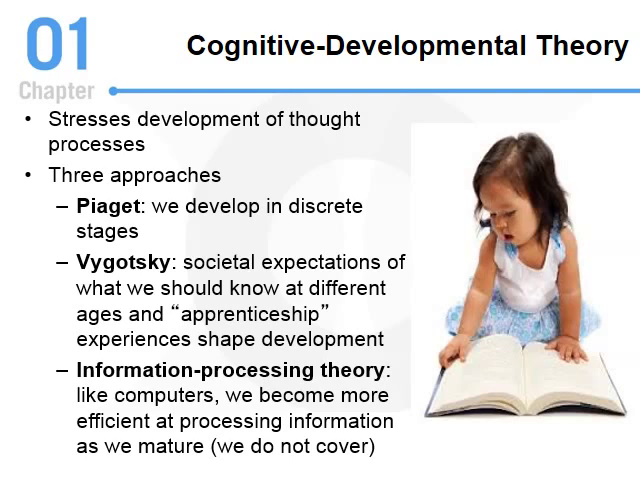 01
Chapter
Cognitive-Developmental Theory
• Stresses development of thought
processes
• Three approaches
– Piaget: we develop in discrete
stages
– Vygotsky: societal expectations of
what we should know at different
ages and “apprenticeship”
experiences shape development
– Information-processing theory:
like computers, we become more
efficient at processing information
as we mature (we do not cover)